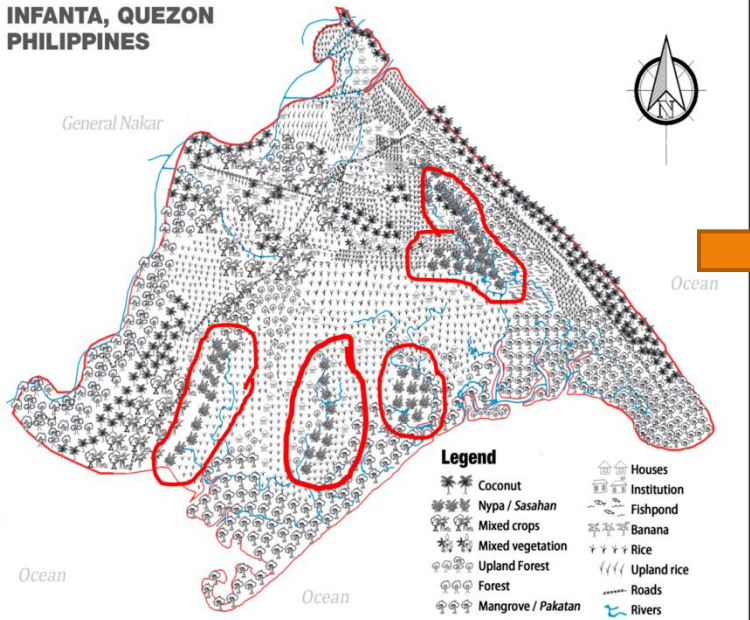 INFANTA, QUEZON
PHILIPPINES
General Nakar
N
Ocean
Legend
Coconut
Nypa / Sasahan
Mixed crops
Mixed vegetation
Upland Forest
Forest
Mangrove / Pakatan
Houses
Institution
Fishpond
Banana
Rice
Upland rice
Roads
Rivers
Ocean
Ocean